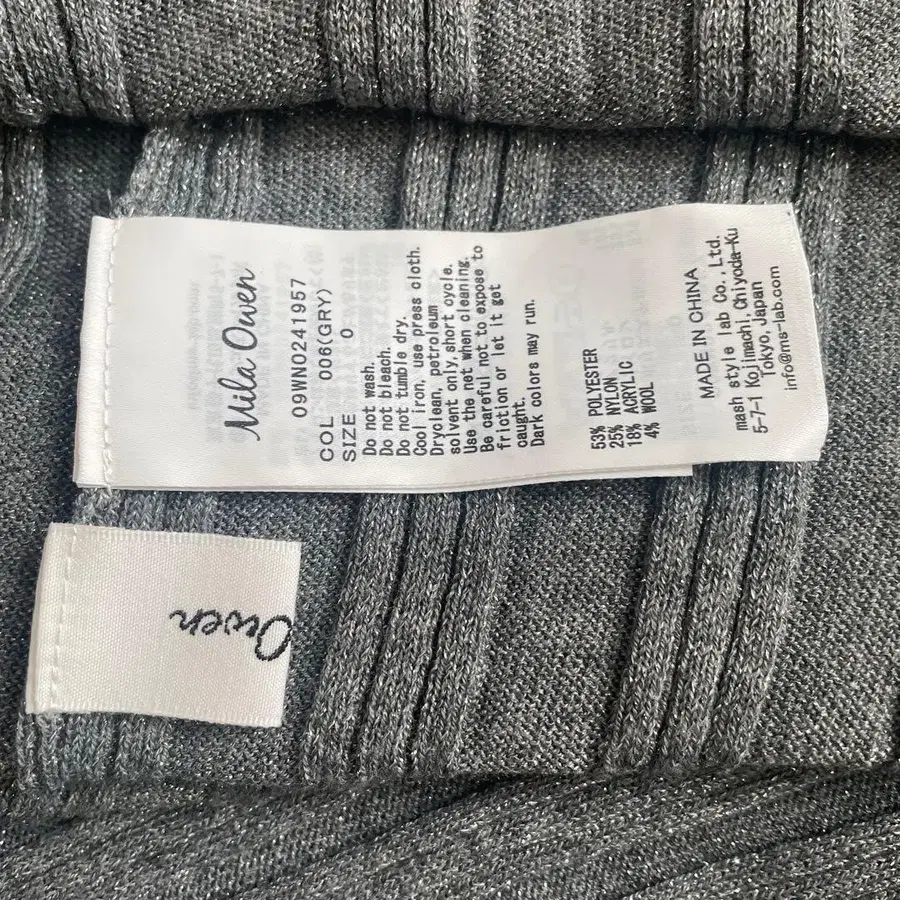 Mila Owen
09WNO241957
COL 006(GRY)
SIZE 0
Do not wash.
Do not bleach.
Do not tumble dry.
Cool iron, use press cloth.
Dryclean, petroleum
solvent only, short cycle.
Use the net when cleaning.
Be careful not to expose to
friction or let it get
caught.
Dark colors may run.
53% POLYESTER
25% NYLON
18% ACRYLIC
4% WOOL
MADE IN CHINA
mash style lab Co., Ltd.
5-7-1 Kojimachi, Chiyoda-Ku
Tokyo, Japan
info@ms-lab.com
Owen